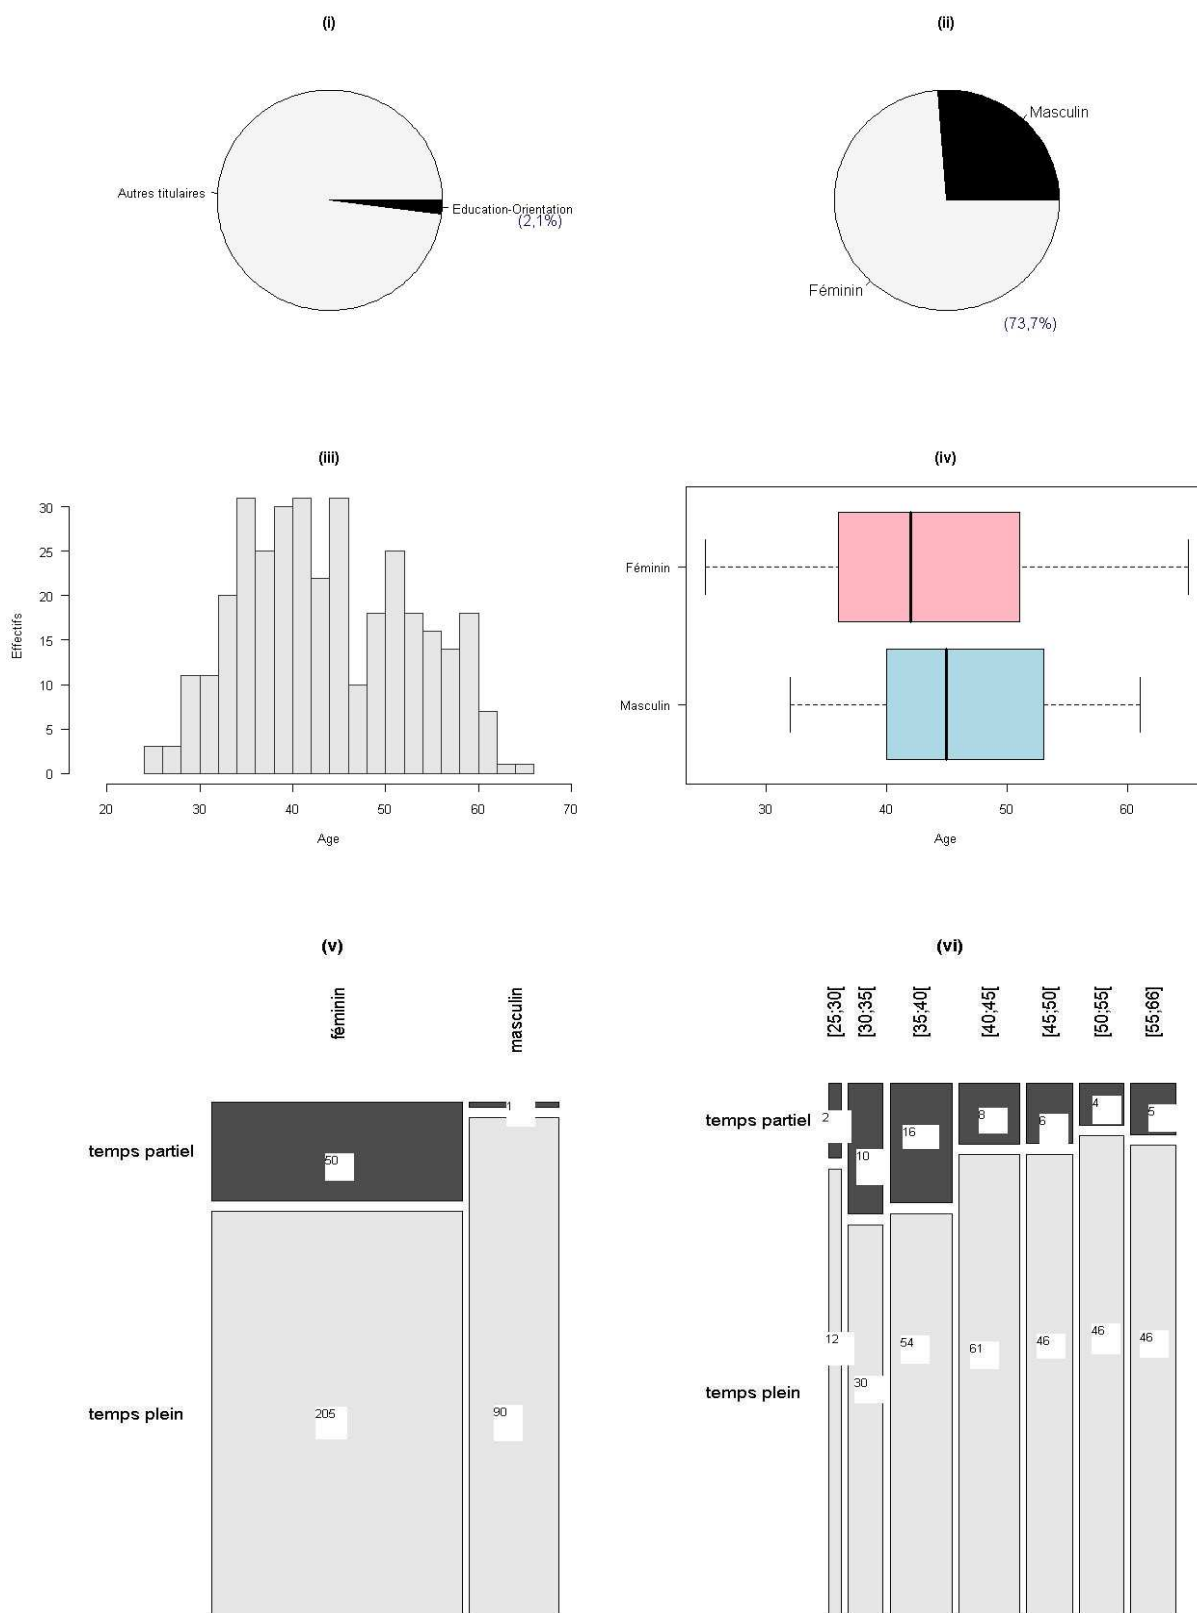 (i)
Autres titulaires
Education-Orientation
(2,1%)
(ii)
Masculin
Féminin
(73,7%)
(iii)
Effectifs
30
25
20
15
10
5
0
20 30 40 50 60 70
Age
(iv)
Féminin
Masculin
30 40 50 60
Age
(v)
féminin
masculin
temps partiel
50
1
temps plein
205
90
(vi)
[25;30[
[30;35[
[35;40[
[40;45[
[45;50[
[50;55[
[55;66]
temps partiel
2
10
16
8
6
4
5
temps plein
12
30
54
61
46
46
46